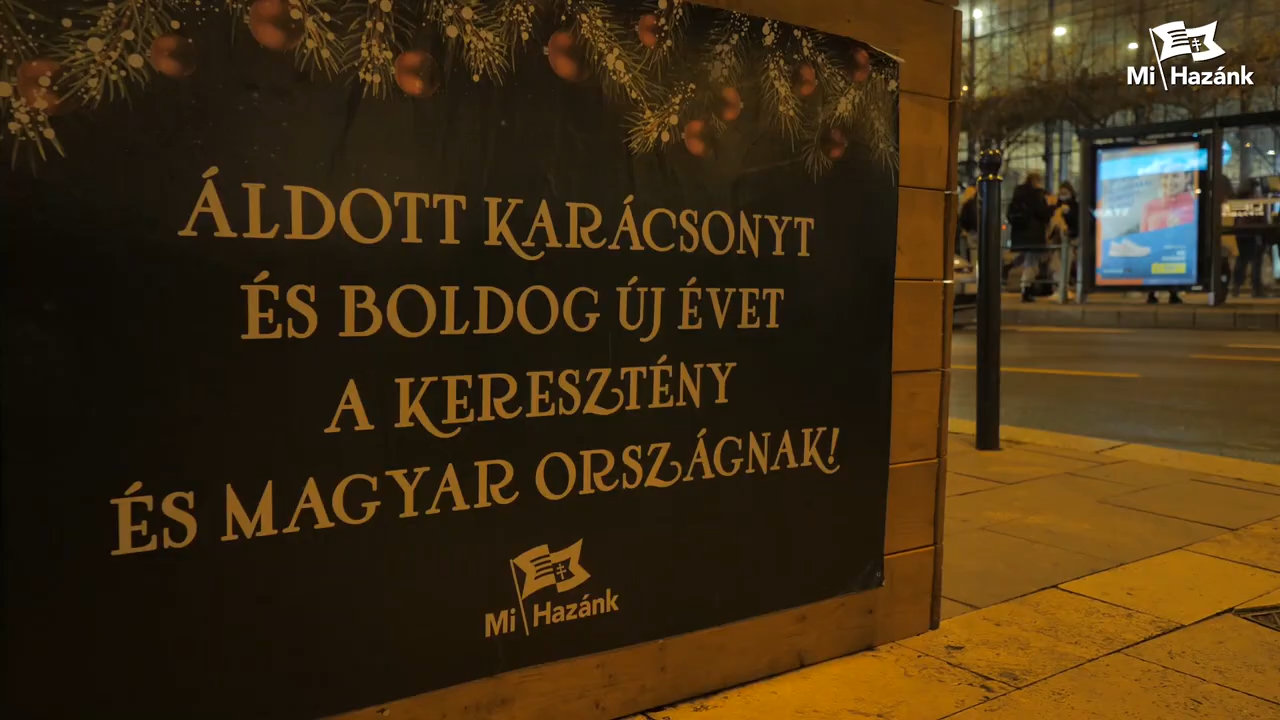 Mi Hazánk
ÁLDOTT KARÁCSONYT
ÉS BOLDOG ÚJ ÉVET
A KERESZTÉNY
ÉS MAGYAR ORSZÁGNAK!
Mi Hazánk